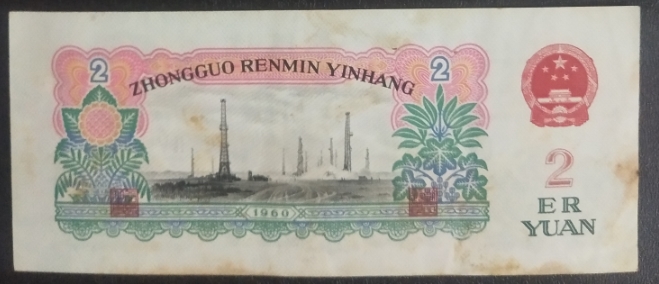 2
2
ZHONGGUO RENMIN YINHANG
1960
2
ER
YUAN